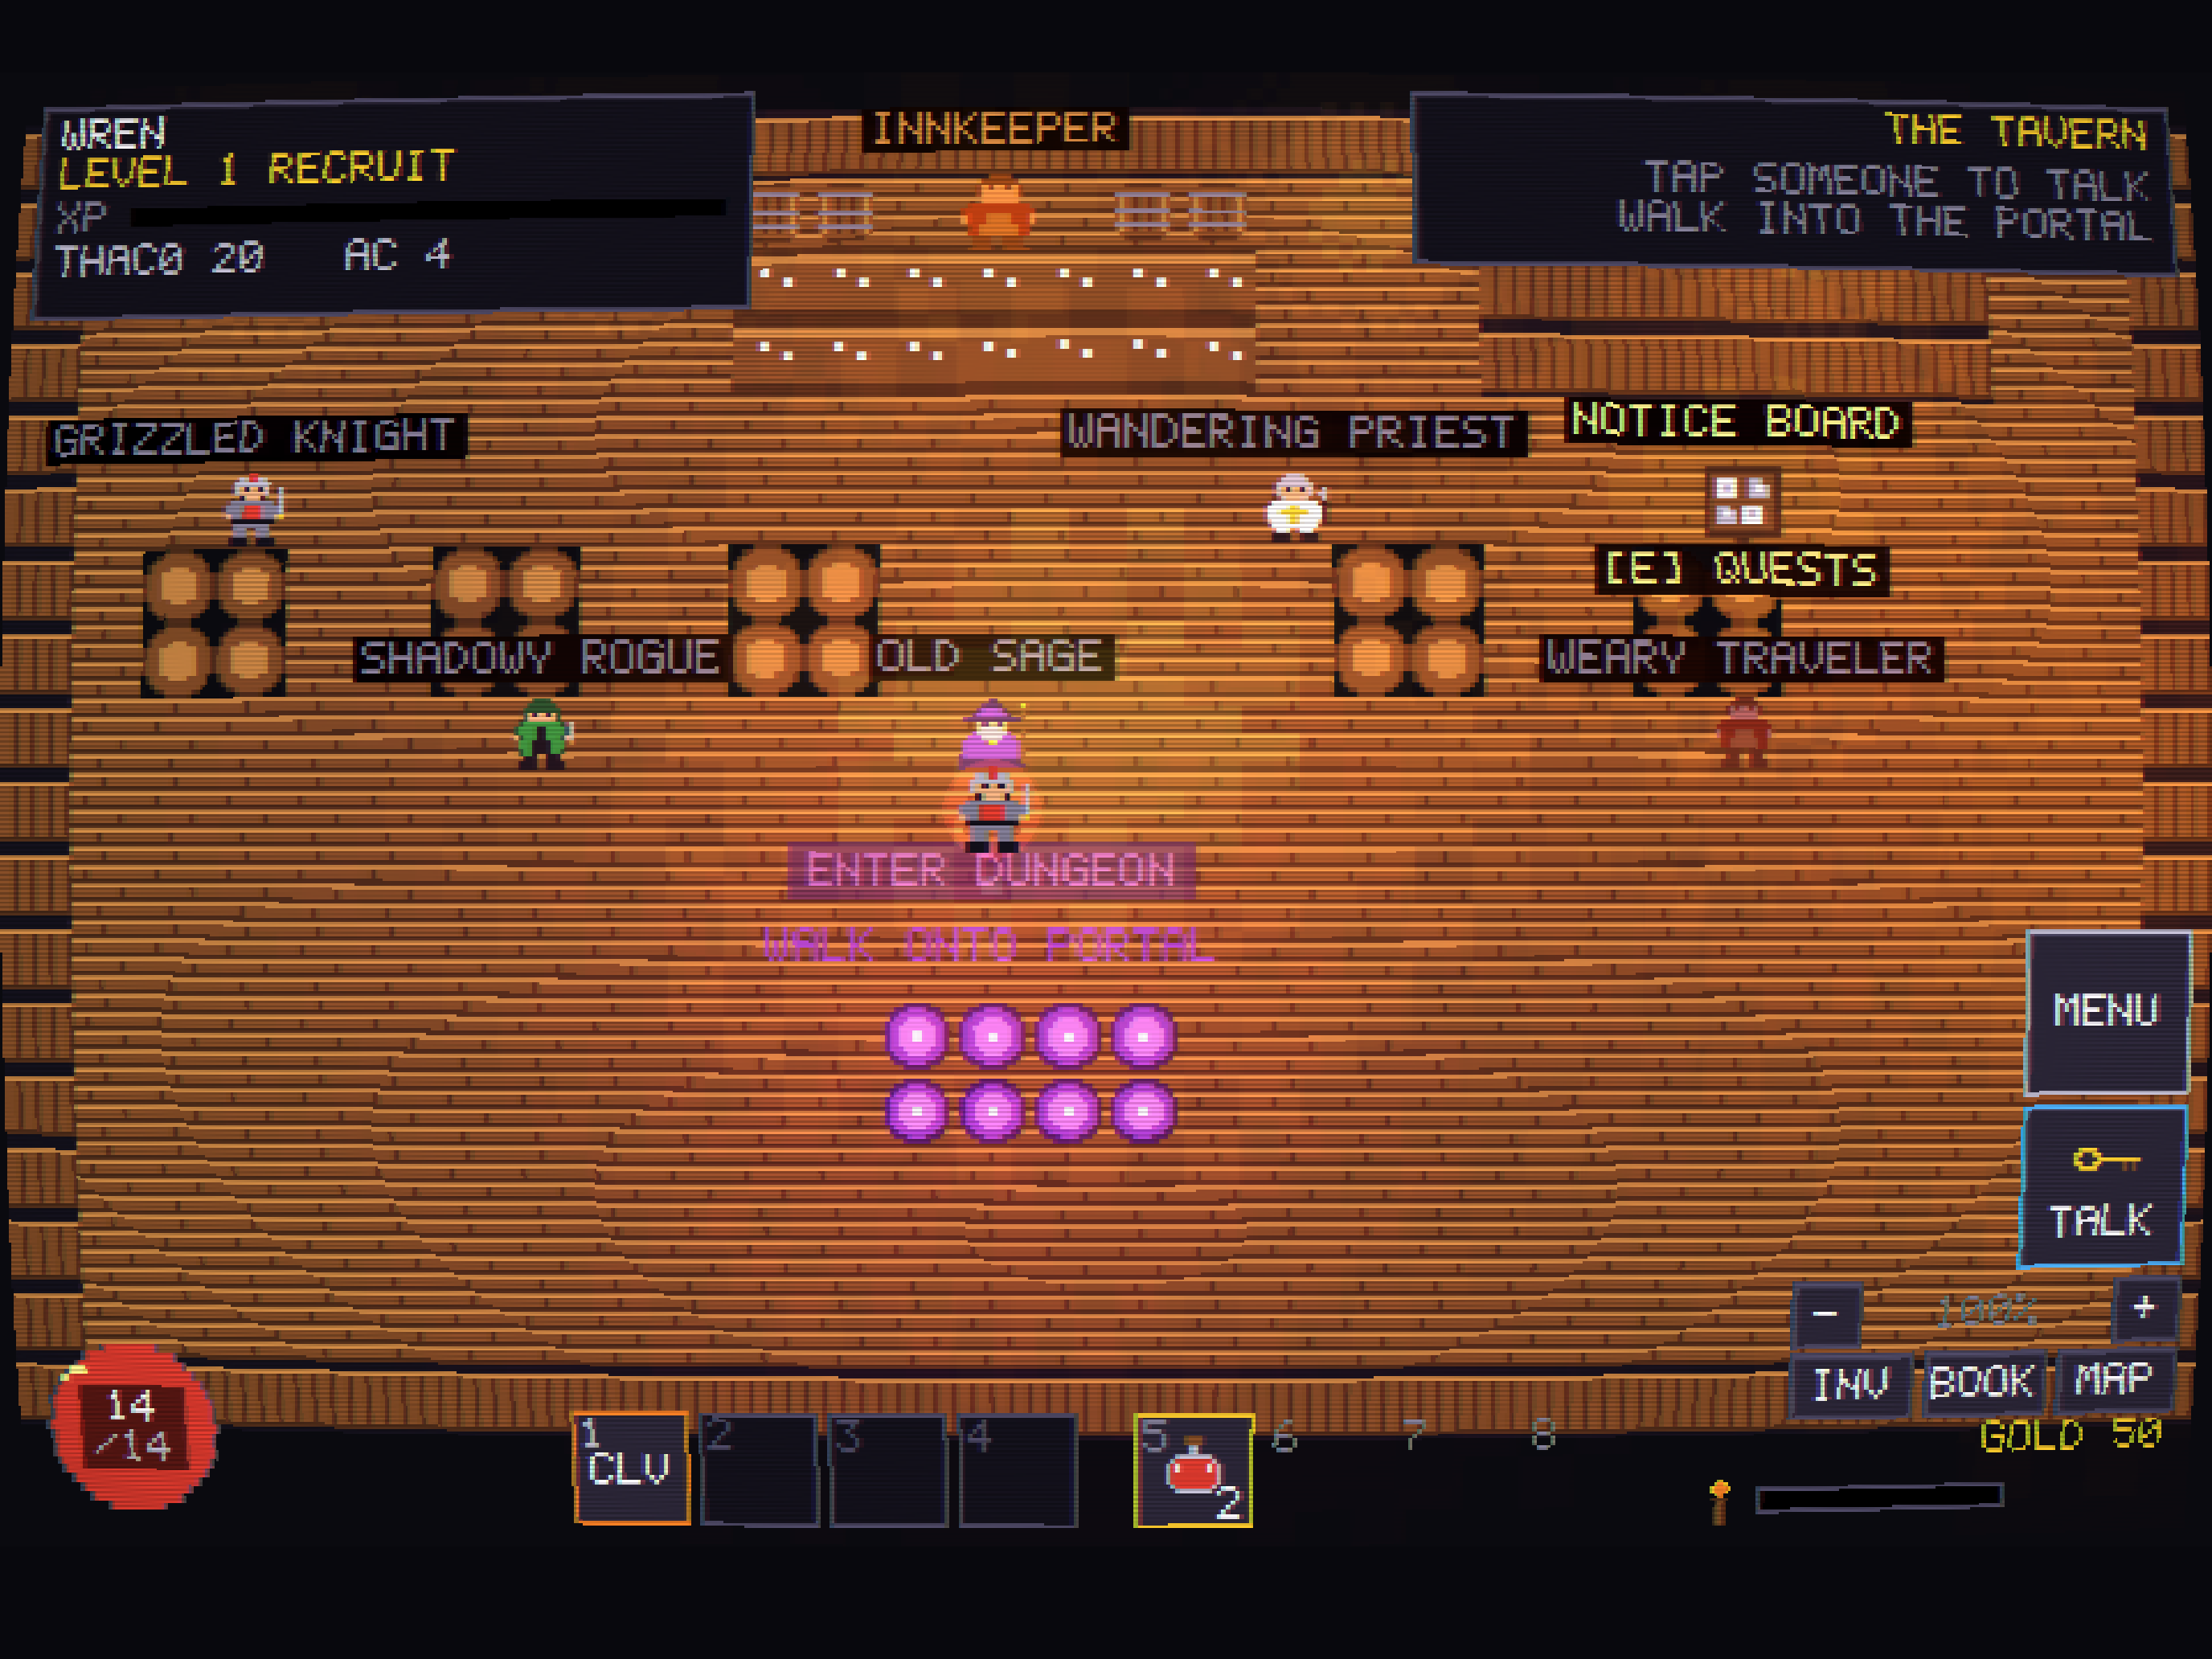 WREN
LEVEL 1 RECRUIT
XP
THAC0 20 AC 4
INNKEEPER
THE TAVERN
TAP SOMEONE TO TALK
WALK INTO THE PORTAL
GRIZZLED KNIGHT
WANDERING PRIEST
NOTICE BOARD
[E] QUESTS
SHADOWY ROGUE
OLD SAGE
WEARY TRAVELER
ENTER DUNGEON
WALK ONTO PORTAL
MENU
TALK
- 100% +
INV BOOK MAP
GOLD 50
14
/14
1 2 3 4 5 6 7 8
CLV
2